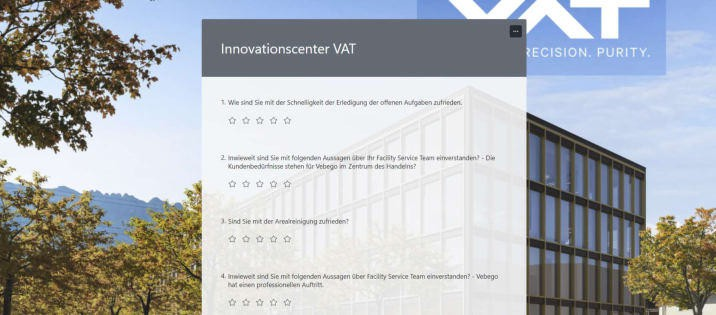 VAT
RECISION. PURITY.
Innovationscenter VAT
1. Wie sind Sie mit der Schnelligkeit der Erledigung der offenen Aufgaben zufrieden.
2. Inwieweit sind Sie mit folgenden Aussagen über Ihr Facility Service Team einverstanden? - Die
Kundenbedürfnisse stehen für Vebego im Zentrum des Handelns?
3. Sind Sie mit der Arealreinigung zufrieden?
4. Inwieweit sind Sie mit folgenden Aussagen über Facility Service Team einverstanden? - Vebego
hat einen professionellen Auftritt.